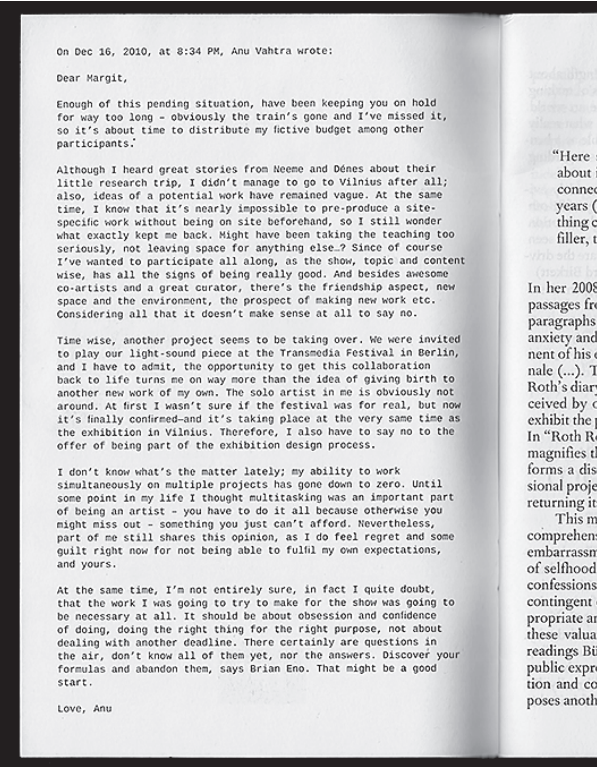 On Dec 16, 2010, at 8:34 PM, Anu Vahtra wrote:
Dear Margit,
Enough of this pending situation, have been keeping you on hold
for way too long – obviously the train's gone and I've missed it,
so it's about time to distribute my fictive budget among other
participants.
Although I heard great stories from Neeme and Dénes about their
little research trip, I didn't manage to go to Vilnius after all;
also, ideas of a potential work have remained vague. At the same
time, I know that it's nearly impossible to pre-produce a site-
specific work without being on site beforehand, so I still wonder
what exactly kept me back. Might have been taking the teaching too
seriously, not leaving space for anything else…? Since of course
I've wanted to participate all along, as the show, topic and content
wise, has all the signs of being really good. And besides awesome
co-artists and a great curator, there's the friendship aspect, new
space and the environment, the prospect of making new work etc.
Considering all that it doesn't make sense at all to say no.
Time wise, another project seems to be taking over. We were invited
to play our light-sound piece at the Transmedia Festival in Berlin,
and I have to admit, the opportunity to get this collaboration
back to life turns me on way more than the idea of giving birth to
another new work of my own. The solo artist in me is obviously not
around. At first I wasn't sure if the festival was for real, but now
it's finally confirmed—and it's taking place at the very same time as
the exhibition in Vilnius. Therefore, I also have to say no to the
offer of being part of the exhibition design process.
I don't know what's the matter lately; my ability to work
simultaneously on multiple projects has gone down to zero. Until
some point in my life I thought multitasking was an important part
of being an artist – you have to do it all because otherwise you
might miss out – something you just can't afford. Nevertheless,
part of me still shares this opinion, as I do feel regret and some
guilt right now for not being able to fulfil my own expectations,
and yours.
At the same time, I'm not entirely sure, in fact I quite doubt,
that the work I was going to try to make for the show was going to
be necessary at all. It should be about obsession and confidence
of doing, doing the right thing for the right purpose, not about
dealing with another deadline. There certainly are questions in
the air, don't know all of them yet, nor the answers. Discover your
formulas and abandon them, says Brian Eno. That might be a good
start.
Love, Anu
"Here
about
connec
years (
thing c
filler, t
In her 2008
passages fro
paragraphs
anxiety and
nent of his e
nale (...). T
Roth's diary
ceived by o
exhibit the p
In "Roth Re
magnifies th
forms a dis
sional proje
returning it
This m
comprehens
embarrassm
of selfhood
confessions
contingent
propriate an
these valua
readings Bü
public expre
tion and co
poses anoth